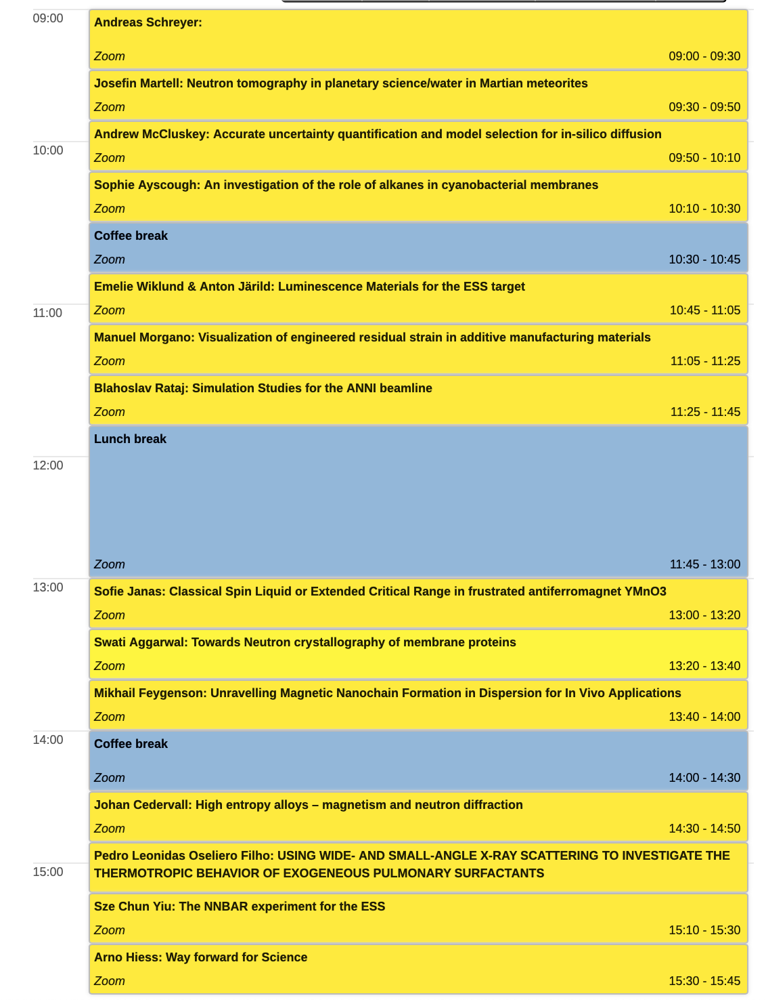 09:00
Andreas Schreyer:
Zoom 09:00 - 09:30
Josefin Martell: Neutron tomography in planetary science/water in Martian meteorites
Zoom 09:30 - 09:50
Andrew McCluskey: Accurate uncertainty quantification and model selection for in-silico diffusion
10:00
Zoom 09:50 - 10:10
Sophie Ayscough: An investigation of the role of alkanes in cyanobacterial membranes
Zoom 10:10 - 10:30
Coffee break
Zoom 10:30 - 10:45
Emelie Wiklund & Anton Järild: Luminescence Materials for the ESS target
11:00
Zoom 10:45 - 11:05
Manuel Morgano: Visualization of engineered residual strain in additive manufacturing materials
Zoom 11:05 - 11:25
Blahoslav Rataj: Simulation Studies for the ANNI beamline
Zoom 11:25 - 11:45
Lunch break
12:00
Zoom 11:45 - 13:00
13:00
Sofie Janas: Classical Spin Liquid or Extended Critical Range in frustrated antiferromagnet YMnO3
Zoom 13:00 - 13:20
Swati Aggarwal: Towards Neutron crystallography of membrane proteins
Zoom 13:20 - 13:40
Mikhail Feygenson: Unravelling Magnetic Nanochain Formation in Dispersion for In Vivo Applications
Zoom 13:40 - 14:00
14:00
Coffee break
Zoom 14:00 - 14:30
Johan Cedervall: High entropy alloys – magnetism and neutron diffraction
Zoom 14:30 - 14:50
Pedro Leonidas Oseliero Filho: USING WIDE- AND SMALL-ANGLE X-RAY SCATTERING TO INVESTIGATE THE
THERMOTROPIC BEHAVIOR OF EXOGENEOUS PULMONARY SURFACTANTS
15:00
Sze Chun Yiu: The NNBAR experiment for the ESS
Zoom 15:10 - 15:30
Arno Hiess: Way forward for Science
Zoom 15:30 - 15:45